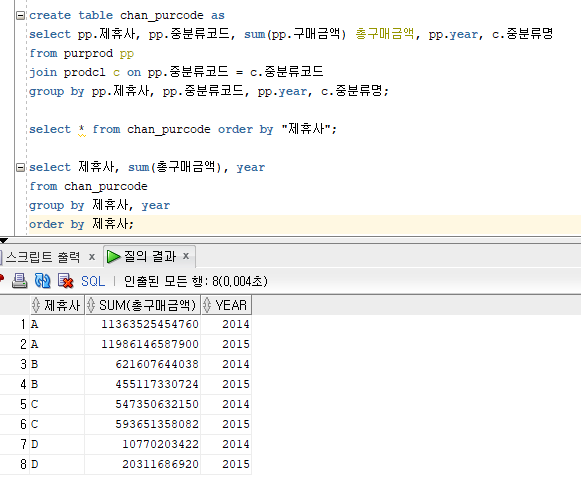 create table chan_purcode as
select pp.제휴사, pp.중분류코드, sum(pp.구매금액) 총구매금액, pp.year, c.중분류명
from purprod pp
join prodcl c on pp.중분류코드 = c.중분류코드
group by pp.제휴사, pp.중분류코드, pp.year, c.중분류명;
select * from chan_purcode order by "제휴사";
select 제휴사, sum(총구매금액), year
from chan_purcode
group by 제휴사, year
order by 제휴사;
스크립트 출력 x 질의 결과 x
SQL | 인출된 모든 행: 8(0,004초)
제휴사 SUM(총구매금액) YEAR
1 A 11363525454760 2014
2 A 11986146587900 2015
3 B 621607644038 2014
4 B 455117330724 2015
5 C 547350632150 2014
6 C 593651358082 2015
7 D 10770203422 2014
8 D 20311686920 2015